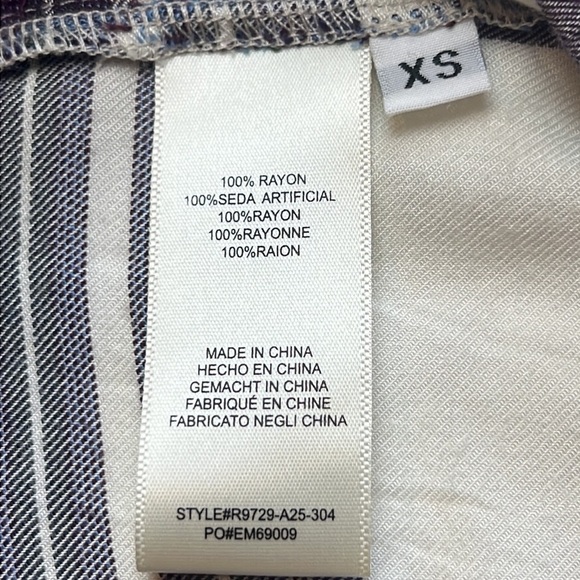 XS
100% RAYON
100%SEDA ARTIFICIAL
100%RAYON
100%RAYONNE
100%RAION
MADE IN CHINA
HECHO EN CHINA
GEMACHT IN CHINA
FABRIQUÉ EN CHINE
FABRICATO NEGLI CHINA
STYLE#R9729-A25-304
PO#EM69009